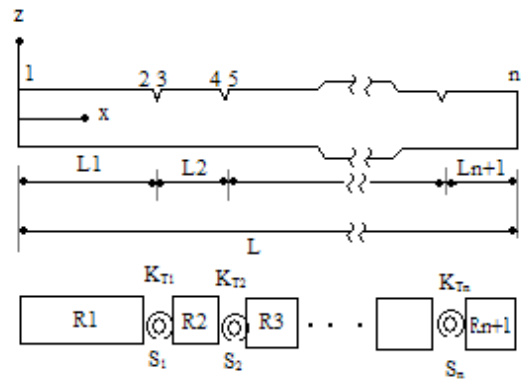 z
1 2 3 4 5 n
x
L1 L2 Ln+1
L
KT1 KT2 KTn
R1 R2 R3 . . . . Rn+1
S1 S2 Sn